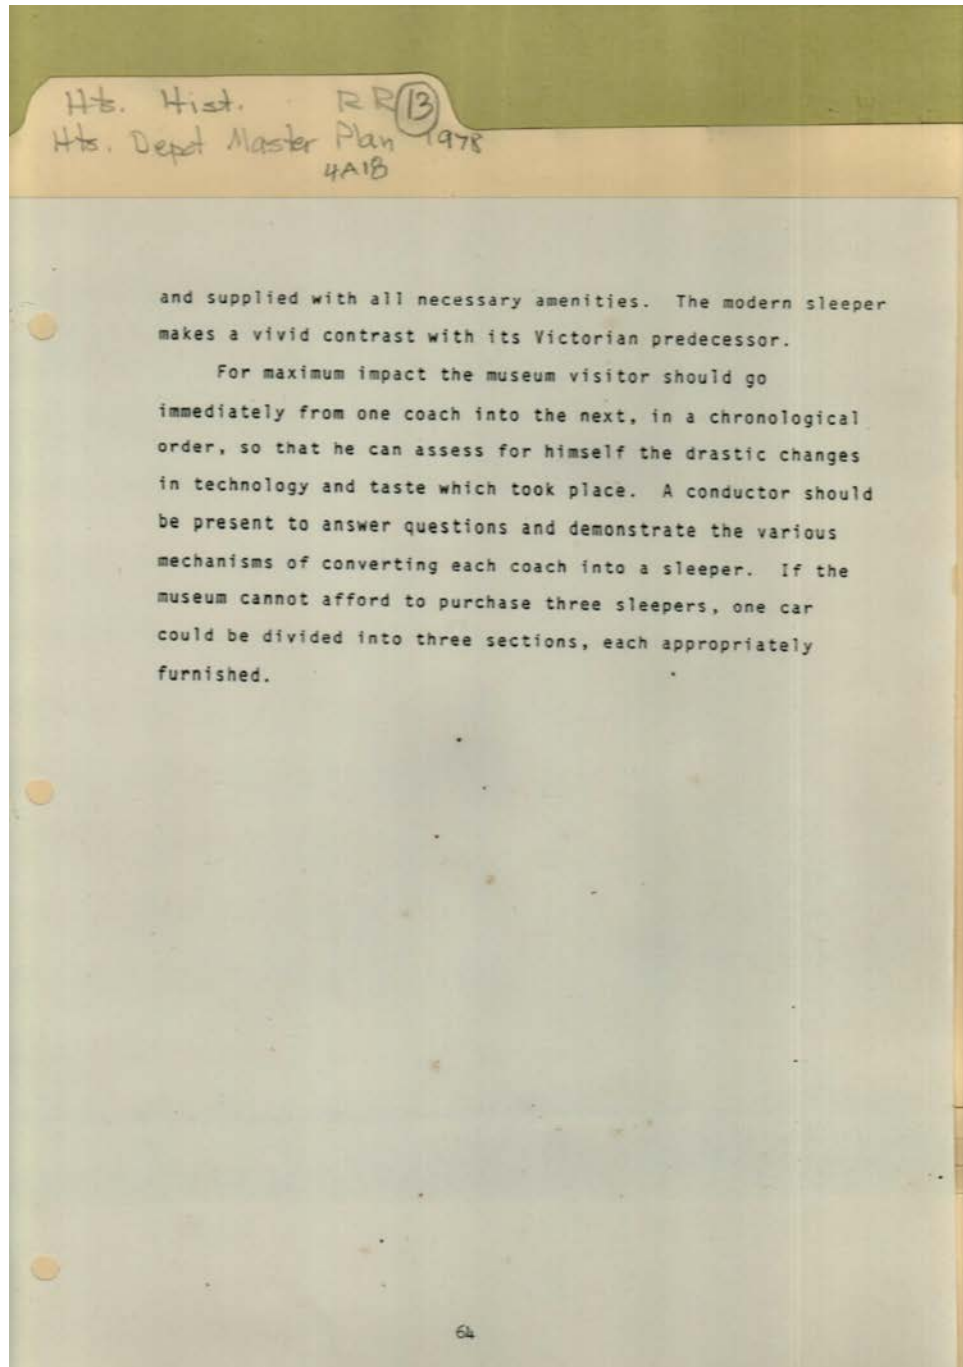 Hts. Hist. RR 13
Hts. Depot Master Plan 1978
4A18
and supplied with all necessary amenities. The modern sleeper
makes a vivid contrast with its Victorian predecessor.
For maximum impact the museum visitor should go
immediately from one coach into the next, in a chronological
order, so that he can assess for himself the drastic changes
in technology and taste which took place. A conductor should
be present to answer questions and demonstrate the various
mechanisms of converting each coach into a sleeper. If the
museum cannot afford to purchase three sleepers, one car
could be divided into three sections, each appropriately
furnished.
64